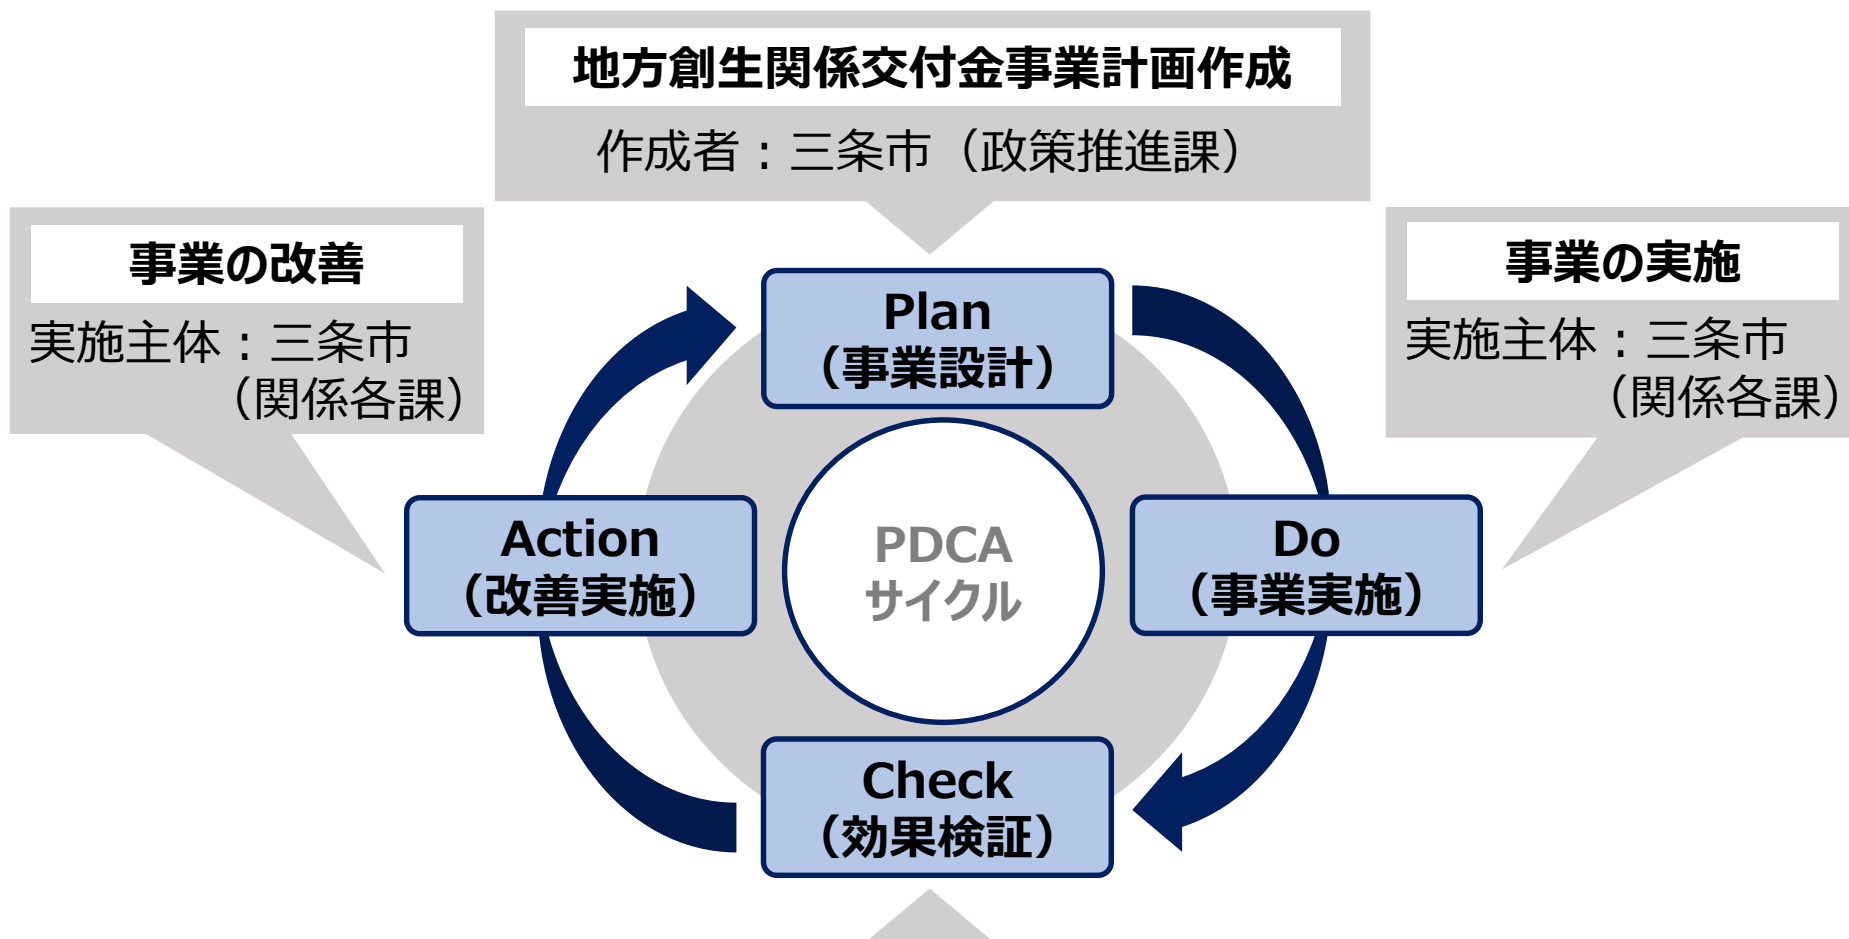 地方創生関係交付金事業計画作成
作成者：三条市（政策推進課）
事業の改善
実施主体：三条市
（関係各課）
事業の実施
実施主体：三条市
（関係各課）
Plan
（事業設計）
Action
（改善実施）
PDCA
サイクル
Do
（事業実施）
Check
（効果検証）